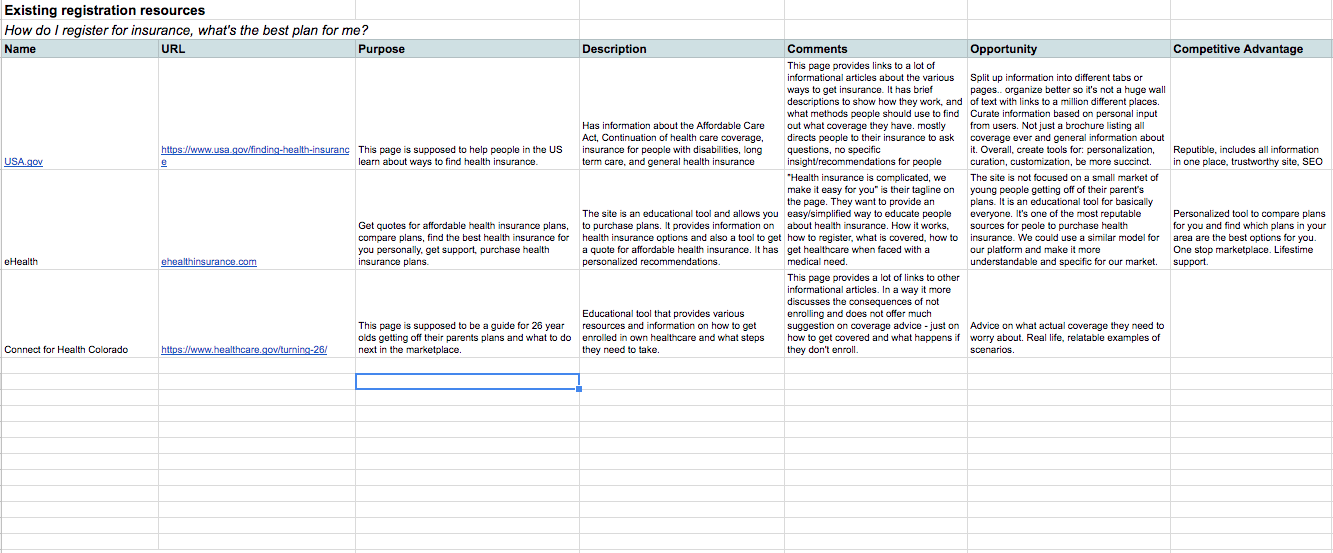 Existing registration resources
How do I register for insurance, what's the best plan for me?
Name URL Purpose Description Comments Opportunity Competitive Advantage
USA.gov
https://www.usa.gov/finding-health-insuranc
e
This page is supposed to help people in the US
learn about ways to find health insurance.
Has information about the Affordable Care
Act, Continuation of health care coverage,
insurance for people with disabilities, long
term care, and general health insurance
This page provides links to a lot of
informational articles about the various
ways to get insurance. It has brief
descriptions to show how they work, and
what methods people should use to find
out what coverage they have. mostly
directs people to their insurance to ask
questions, no specific
insight/recommendations for people
Split up information into different tabs or
pages.. organize better so it's not a huge wall
of text with links to a million different places.
Curate information based on personal input
from users. Not just a brochure listing all
coverage ever and general information about
it. Overall, create tools for: personalization,
curation, customization, be more succinct.
Reputible, includes all information
in one place, trustworthy site, SEO
eHealth
ehealthinsurance.com
Get quotes for affordable health insurance plans,
compare plans, find the best health insurance for
you personally, get support, purchase health
insurance plans.
The site is an educational tool and allows you
to purchase plans. It provides information on
health insurance options and also a tool to get
a quote for affordable insurance. It has
personalized recommendations.
"Health insurance is complicated, we
make it easy for you" is their tagline on
the page. They want to provide an
easy/simplified way to educate people
about health insurance. How it works,
how to register, what is covered, how to
get healthcare when faced with a
medical need.
The site is not focused on a small market of
young people getting off of their parent's
plans. It is an educational tool for basically
everyone. It's one of the most reputable
sources for peole to purchase health
insurance. We could use a similar model for
our platform and make it more
understandable and specific for our market.
Personalized tool to compare plans
for you and find which plans in your
area are the best options for you.
One stop marketplace. Lifetime
support.
Connect for Health Colorado
https://www.healthcare.gov/turning-26/
This page is supposed to be a guide for 26 year
olds getting off their parents plans and what to do
next in the marketplace.
Educational tool that provides various
resources and information on how to get
enrolled in own healthcare and what steps
they need to take.
This page provides a lot of links to other
informational articles. In a way it more
discusses the consequences of not
enrolling and does not offer much
suggestion on coverage advice - just on
how to get covered and what happens if
they don't enroll.
Advice on what actual coverage they need to
worry about. Real life, relatable examples of
scenarios.